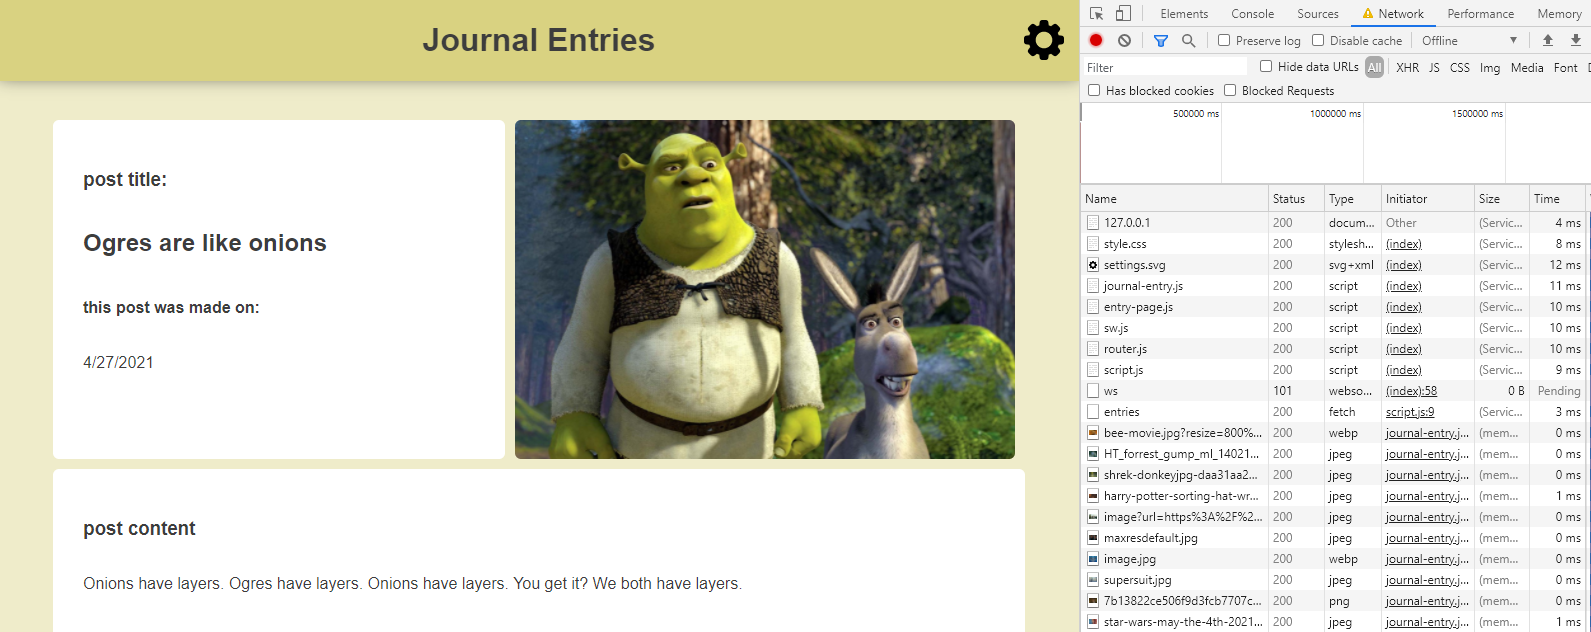 Journal Entries
post title:
Ogres are like onions
this post was made on:
4/27/2021
post content
Onions have layers. Ogres have layers. Onions have layers. You get it? We both have layers.
Elements Console Sources Network Performance Memory
Preserve log Disable cache Offline
Filter Hide data URLs All XHR JS CSS Img Media Font
Has blocked cookies Blocked Requests
500000 ms 1000000 ms 1500000 ms
Name Status Type Initiator Size Time
127.0.0.1 200 docum... Other (Servic... 4 ms
style.css 200 stylesh... (index) (Servic... 8 ms
settings.svg 200 svg+xml (index) (Servic... 12 ms
journal-entry.js 200 script (index) (Servic... 11 ms
entry-page.js 200 script (index) (Servic... 10 ms
sw.js 200 script (index) (Servic... 10 ms
router.js 200 script (index) (Servic... 10 ms
script.js 200 script (index) (Servic... 9 ms
ws 101 webso... (index):58 0 B Pending
entries 200 fetch script.js:9 (Servic... 3 ms
bee-movie.jpg?resize=800%... 200 webp journal-entry.j... (mem... 0 ms
HT_forrest_gump_ml_14021... 200 jpeg journal-entry.j... (mem... 0 ms
shrek-donkeyjpg-daa31aa2... 200 jpeg journal-entry.j... (mem... 0 ms
harry-potter-sorting-hat-wr... 200 jpeg journal-entry.j... (mem... 1 ms
image?url=https%3A%2F%2... 200 jpeg journal-entry.j... (mem... 0 ms
maxresdefault.jpg 200 jpeg journal-entry.j... (mem... 0 ms
image.jpg 200 webp journal-entry.j... (mem... 0 ms
supersuit.jpg 200 jpeg journal-entry.j... (mem... 0 ms
7b13822ce506f9d3fcb7707c... 200 png journal-entry.j... (mem... 0 ms
star-wars-may-the-4th-2021... 200 jpeg journal-entry.j... (mem... 1 ms